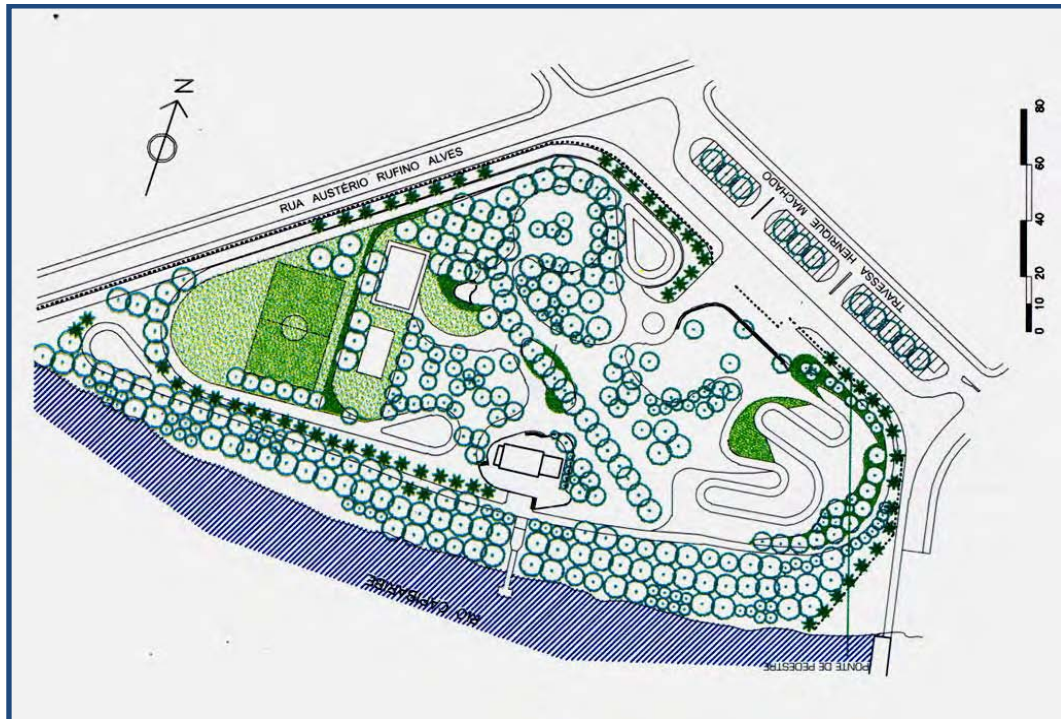 N
RUA AUSTÉRIO RUFINO ALVES
TRAVESSA HENRIQUE MACHADO
80
60
40
20
10
0
RIO CAPIBARIBE
PONTE DE PEDESTRE